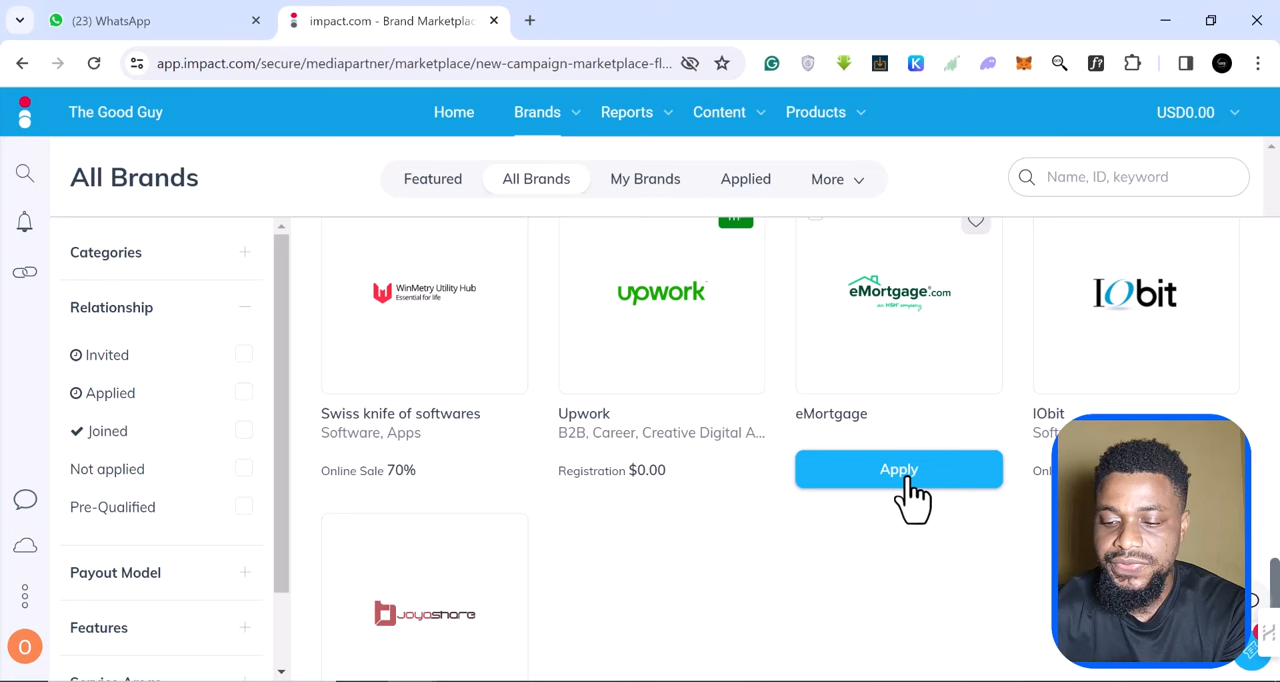 (23) WhatsApp
impact.com - Brand Marketplac
app.impact.com/secure/mediapartner/marketplace/new-campaign-marketplace-fl...
The Good Guy
Home
Brands
Reports
Content
Products
USD0.00
All Brands
Featured
All Brands
My Brands
Applied
More
Name, ID, keyword
Categories
Relationship
Invited
Applied
Joined
Not applied
Pre-Qualified
Payout Model
Features
WinMetry Utility Hub
Essential for life
upwork
eMortgage.com
an HSH company
IObit
Swiss knife of softwares
Software, Apps
Online Sale 70%
Upwork
B2B, Career, Creative Digital A...
Registration $0.00
eMortgage
Apply
IObit
Joyoshare
O